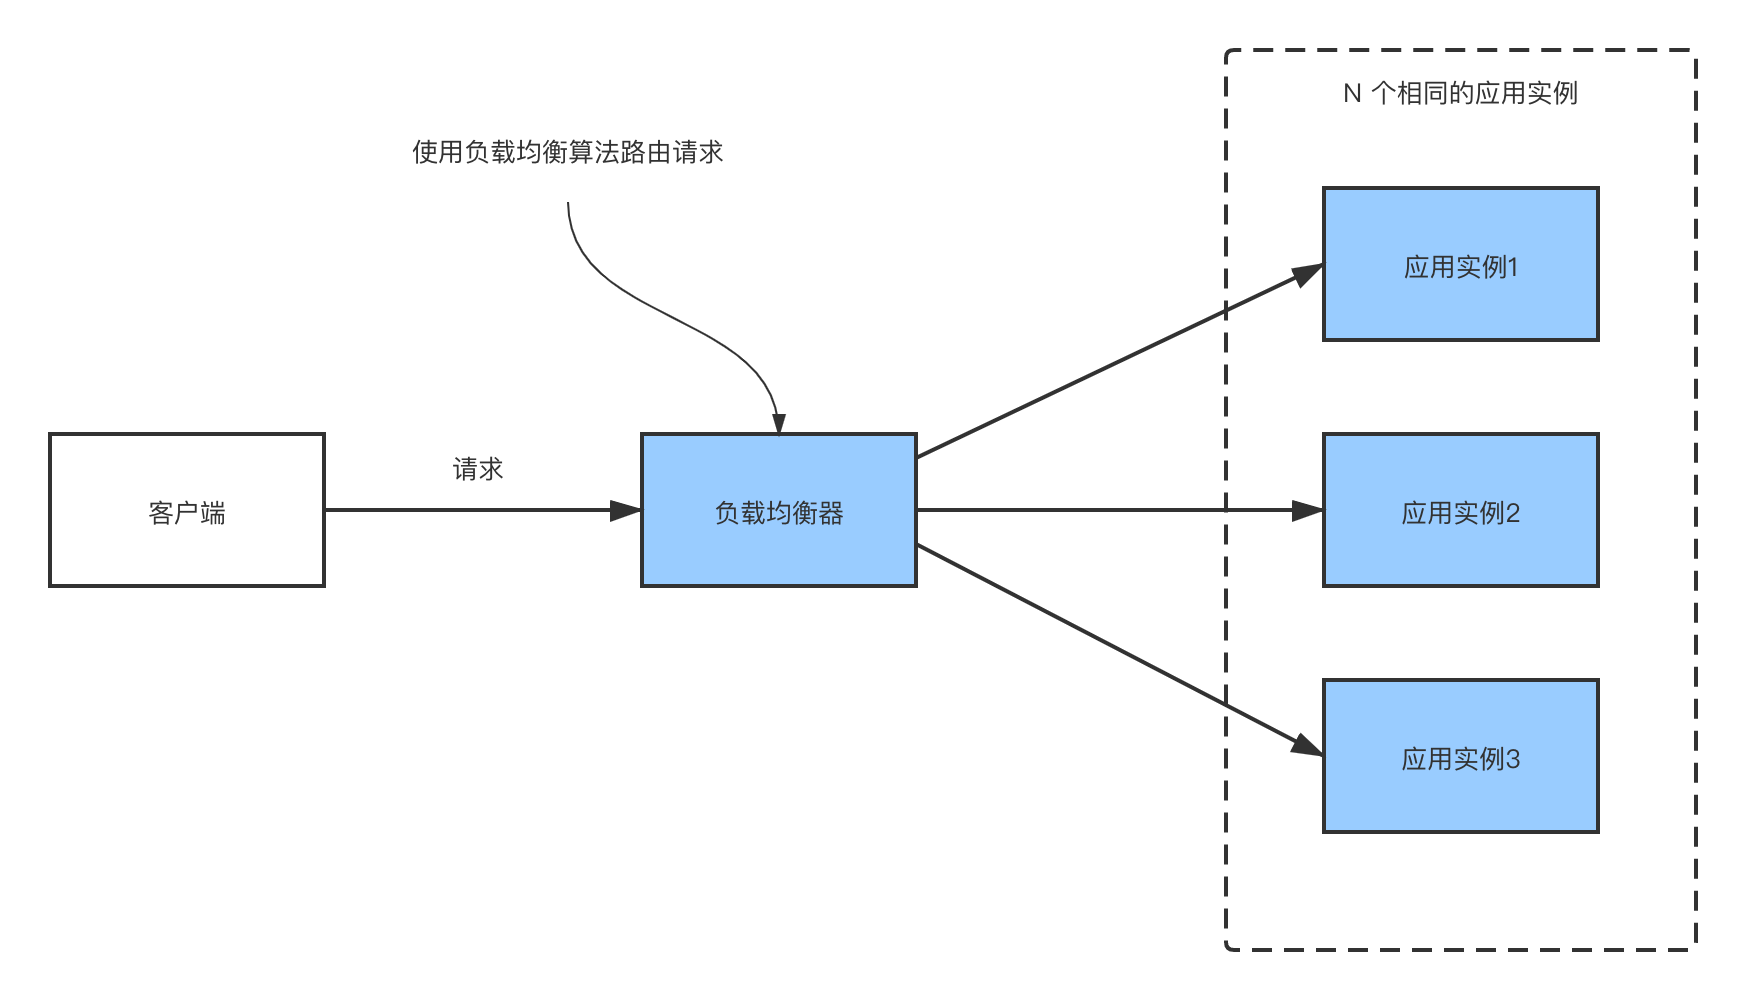 N 个相同的应用实例
使用负载均衡算法路由请求
应用实例1
请求
客户端
负载均衡器
应用实例2
应用实例3